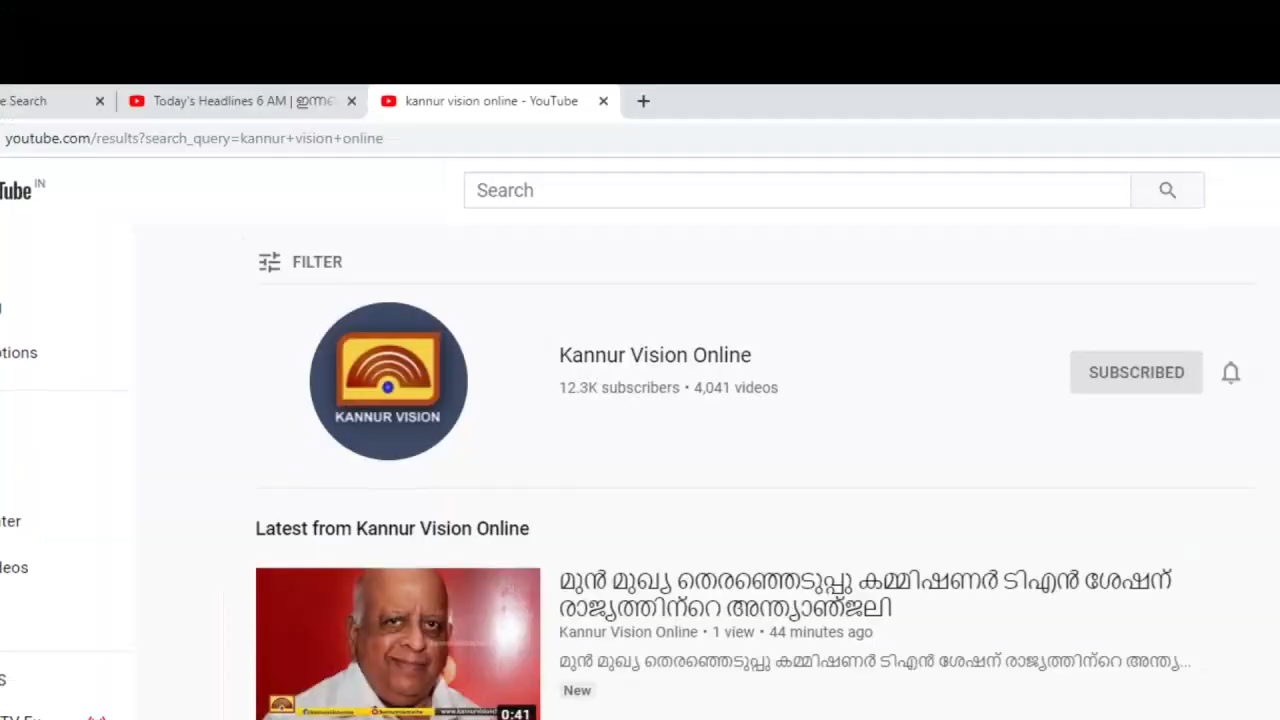 e Search
Today's Headlines 6 AM | ഇന്നെ
kannur vision online - YouTube
youtube.com/results?search_query=kannur+vision+online
Tube IN
Search
FILTER
ptions
KANNUR VISION
Kannur Vision Online
12.3K subscribers • 4,041 videos
SUBSCRIBED
Latest from Kannur Vision Online
ter
leos
മുൻ മുഖ്യ തെരഞ്ഞെടുപ്പു കമ്മിഷണർ ടിഎൻ ശേഷന്
രാജ്യത്തിന്റെ അന്ത്യാഞ്ജലി
Kannur Vision Online • 1 view • 44 minutes ago
മുൻ മുഖ്യ തെരഞ്ഞെടുപ്പു കമ്മിഷണർ ടിഎൻ ശേഷന് രാജ്യത്തിന്റെ അന്ത്യ...
New
S
0:41